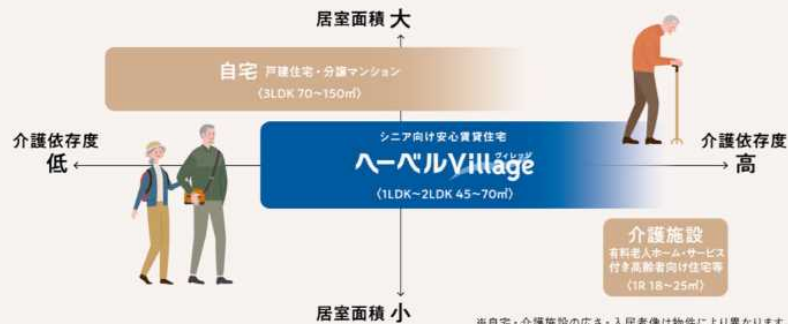 居室面積 大
自宅 戸建住宅・分譲マンション
(3LDK 70~150㎡)
介護依存度
低
シニア向け安心賃貸住宅
ヴィレッジ
ヘーベルVillage
(1LDK~2LDK 45~70㎡)
介護依存度
高
介護施設
有料老人ホーム・サービス
付き高齢者向け住宅等
(1R 18~25㎡)
居室面積 小
※自宅・介護施設の広さ・入居者像は物件により異なります